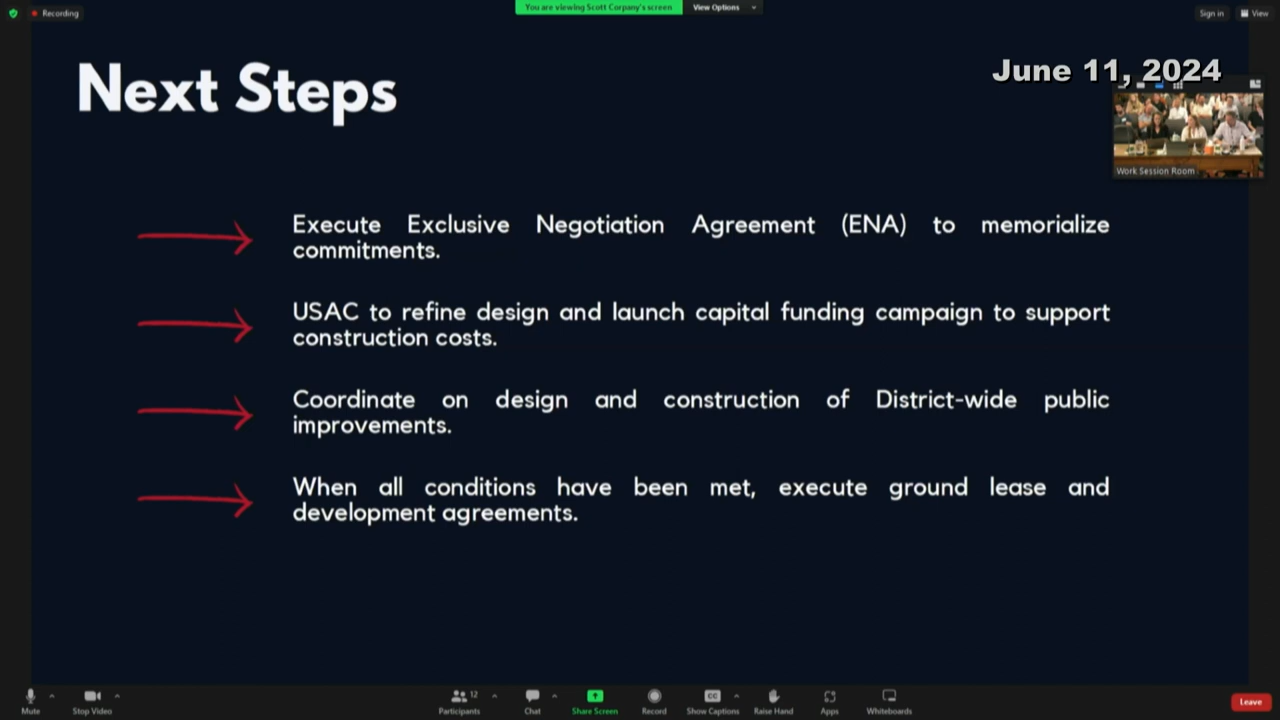 Recording
You are viewing Scott Corpany's screen
View Options
Sign in
View
Next Steps
June 11, 2024
Work Session Room
Execute Exclusive Negotiation Agreement (ENA) to memorialize
commitments.
USAC to refine design and launch capital funding campaign to support
construction costs.
Coordinate on design and construction of District-wide public
improvements.
When all conditions have been met, execute ground lease and
development agreements.
Mute
Stop Video
12
Participants
Chat
Share Screen
Record
CC
Show Captions
Raise Hand
Apps
Whiteboards
Leave